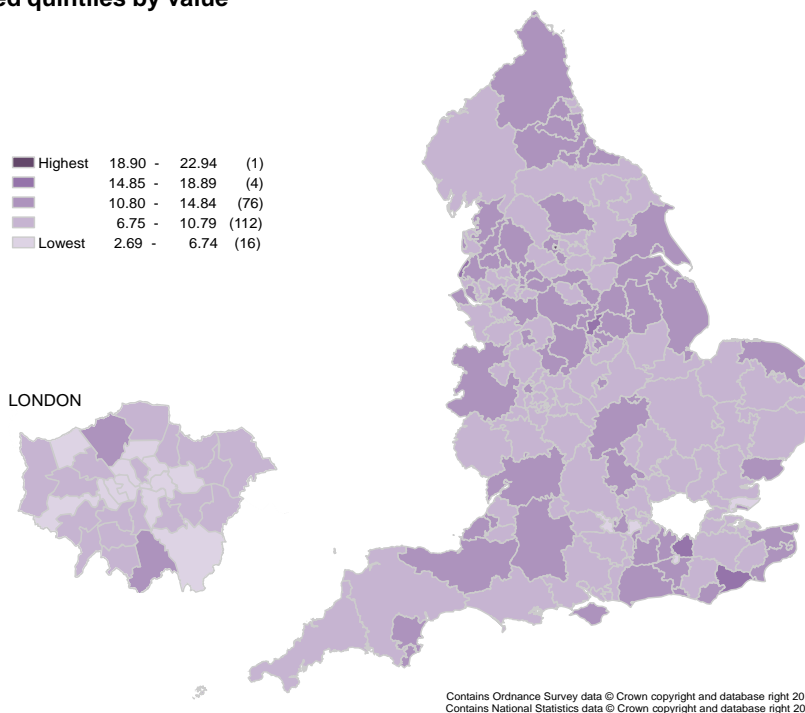 ed quintiles by value
Highest 18.90 - 22.94 (1)
14.85 - 18.89 (4)
10.80 - 14.84 (76)
6.75 - 10.79 (112)
Lowest 2.69 - 6.74 (16)
LONDON
Contains Ordnance Survey data © Crown copyright and database right 20
Contains National Statistics data © Crown copyright and database right 20